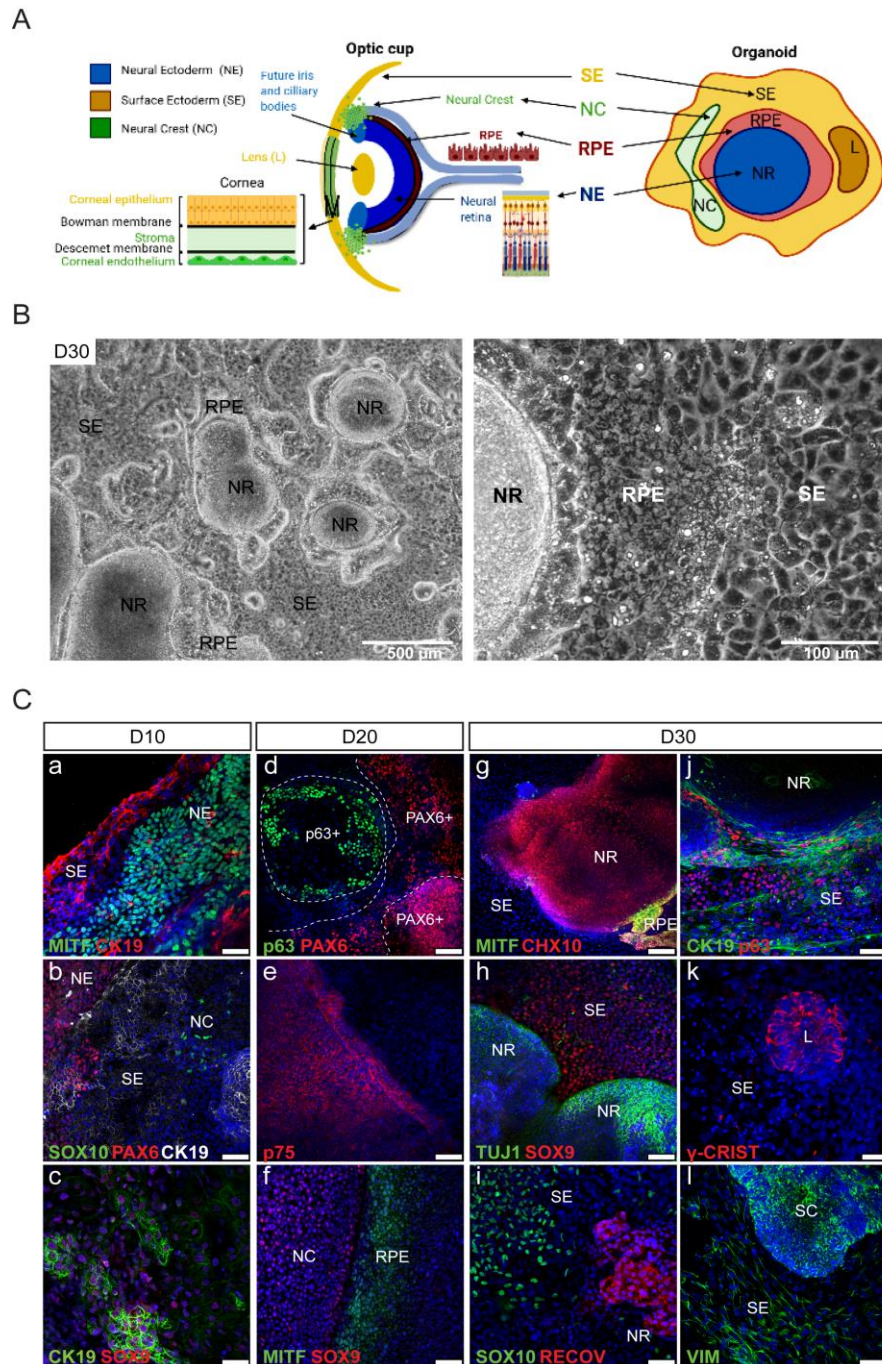 A
Optic cup
Organoid
Neural Ectoderm (NE)
Surface Ectoderm (SE)
Neural Crest (NC)
Future iris
and cilliary
bodies
Neural Crest
SE
NC
RPE
NE
RPE
Lens (L)
Neural
retina
Cornea
Corneal epithelium
Bowman membrane
Stroma
Descemet membrane
Corneal endothelium
SE
RPE
NR
NC
L
B
D30
SE
RPE
NR
NR
NR
NR
SE
RPE
500 µm
NR
RPE
SE
100 µm
C
D10
D20
D30
a
NE
SE
MITF CK19
d
p63+
PAX6+
PAX6+
p63 PAX6
g
NR
SE
RPE
MITF CHX10
j
NR
SE
CK19 p63
b
NE
NC
SE
SOX10 PAX6 CK19
e
p75
h
SE
NR
NR
TUJ1 SOX9
k
L
SE
γ-CRIST
c
CK19 SOX9
f
NC
RPE
MITF SOX9
i
SE
NR
SOX10 RECOV
l
SC
SE
VIM